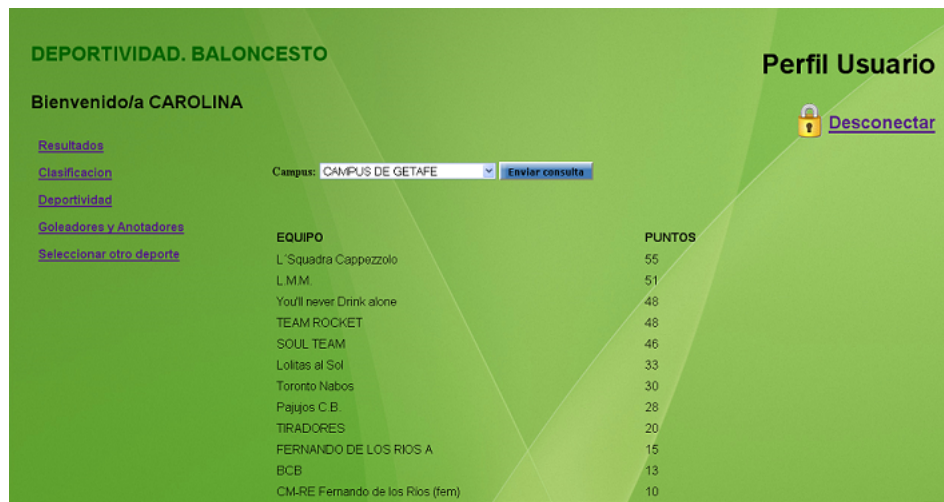 DEPORTIVIDAD. BALONCESTO
Perfil Usuario
Bienvenido/a CAROLINA
Desconectar
Resultados
Clasificacion
Deportividad
Goleadores y Anotadores
Seleccionar otro deporte
Campus: CAMPUS DE GETAFE Enviar consulta
EQUIPO PUNTOS
L´Squadra Cappezzolo 55
L.M.M. 51
You'll never Drink alone 48
TEAM ROCKET 48
SOUL TEAM 46
Lolitas al Sol 33
Toronto Nabos 30
Pajujos C.B. 28
TIRADORES 20
FERNANDO DE LOS RIOS A 15
BCB 13
CM-RE Fernando de los Rios (fem) 10